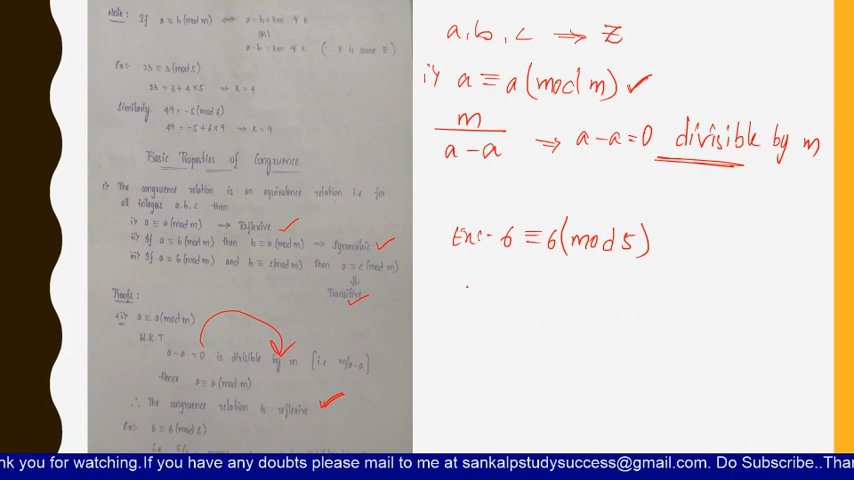 Note: If a ≡ b (mod m) ⟺ a = b + km ∀ k
(or)
a-b = km ∀ k (∵ k is some Z)
Ex:- 23 ≡ 3 (mod 5)
23 = 3 + 4×5 ⇒ k = 4
Similarly 49 ≡ -5 (mod 6)
49 = -5 + 6×9 ⇒ k = 9
Basic Properties of Congruence
1) The congruence relation is an equivalence relation i.e for
all integers a, b, c then
i) a ≡ a (mod m) ⇒ Reflexive
ii) If a ≡ b (mod m) then b ≡ a (mod m) ⇒ Symmetric
iii) If a ≡ b (mod m) and b ≡ c (mod m) then a ≡ c (mod m)
⇓
Transitive
Proofs:
(i) a ≡ a (mod m)
W.K.T
a-a = 0 is divisible by m [i.e m/a-a]
Hence a ≡ a (mod m)
∴ The congruence relation is reflexive
Ex:- 6 ≡ 6 (mod 5)
a, b, c → Z
i) a ≡ a (mod m) ✓
m
a - a ⇒ a - a = 0 divisible by m
Ex:- 6 ≡ 6 (mod 5)
nk you for watching.If you have any doubts please mail to me at sankalpstudysuccess@gmail.com. Do Subscribe..Than